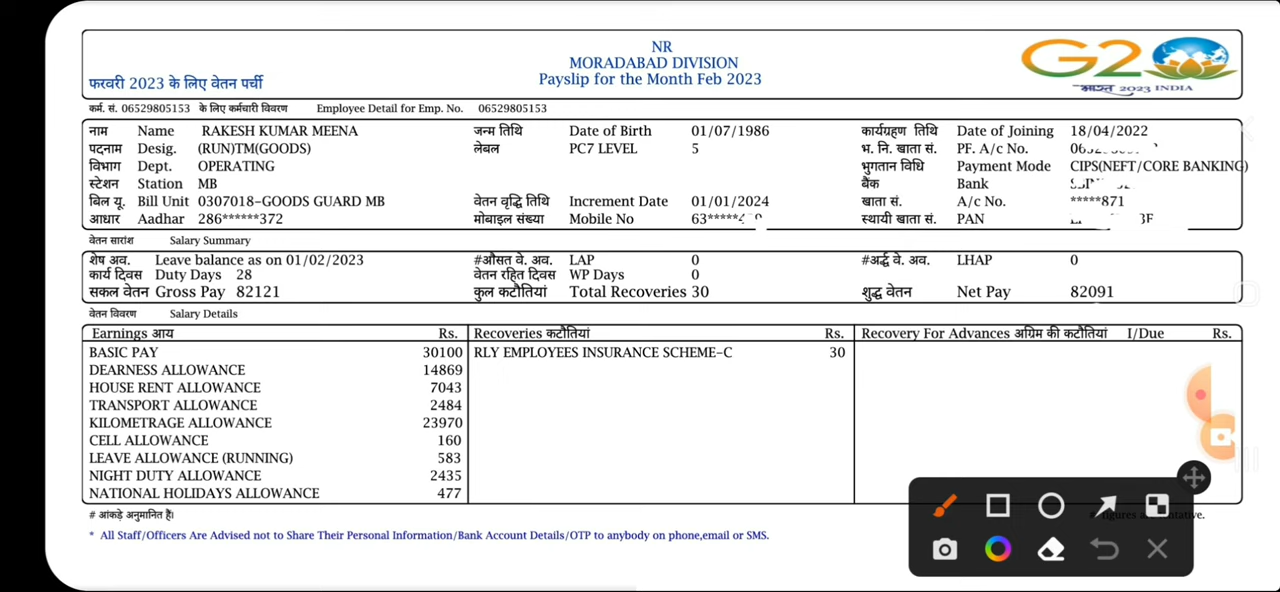 NR
MORADABAD DIVISION
फरवरी 2023 के लिए वेतन पर्ची Payslip for the Month Feb 2023
G20
भारत 2023 INDIA
कर्म. सं. 06529805153 के लिए कर्मचारी विवरण Employee Detail for Emp. No. 06529805153
नाम Name RAKESH KUMAR MEENA जन्म तिथि Date of Birth 01/07/1986 कार्यग्रहण तिथि Date of Joining 18/04/2022
पदनाम Desig. (RUN)TM(GOODS) लेबल PC7 LEVEL 5 भ. नि. खाता सं. PF. A/c No.
विभाग Dept. OPERATING भुगतान विधि Payment Mode CIPS(NEFT/CORE BANKING)
स्टेशन Station MB बैंक Bank
बिल यू. Bill Unit 0307018-GOODS GUARD MB वेतन वृद्धि तिथि Increment Date 01/01/2024 खाता सं. A/c No. *****871
आधार Aadhar 286******372 मोबाइल संख्या Mobile No 63*****स्थायी खाता सं. PAN
वेतन सारांश Salary Summary
शेष अव. Leave balance as on 01/02/2023 #औसत वे. अव. LAP 0 #अर्द्ध वे. अव. LHAP 0
कार्य दिवस Duty Days 28 वेतन रहित दिवस WP Days 0
सकल वेतन Gross Pay 82121 कुल कटौतियां Total Recoveries 30 शुद्ध वेतन Net Pay 82091
वेतन विवरण Salary Details
Earnings आय Rs. Recoveries कटौतियां Rs. Recovery For Advances अग्रिम की कटौतियां I/Due Rs.
BASIC PAY 30100 RLY EMPLOYEES INSURANCE SCHEME-C 30
DEARNESS ALLOWANCE 14869
HOUSE RENT ALLOWANCE 7043
TRANSPORT ALLOWANCE 2484
KILOMETRAGE ALLOWANCE 23970
CELL ALLOWANCE 160
LEAVE ALLOWANCE (RUNNING) 583
NIGHT DUTY ALLOWANCE 2435
NATIONAL HOLIDAYS ALLOWANCE 477
# आंकड़े अनुमानित हैं।
* All Staff/Officers Are Advised not to Share Their Personal Information/Bank Account Details/OTP to anybody on phone,email or SMS.